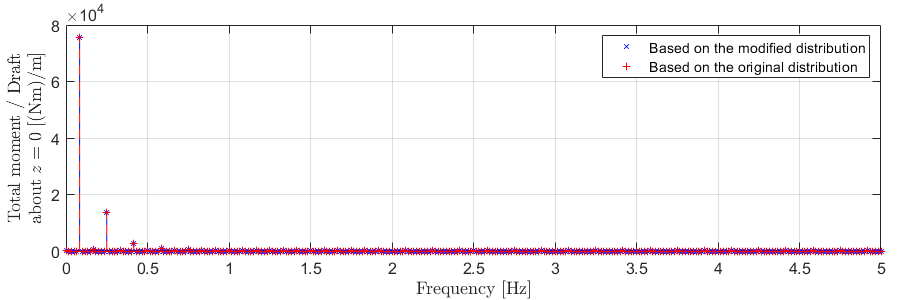 ×10⁴
8
6
4
2
0
Total moment / Draft
about z = 0 [(Nm)/m]
Based on the modified distribution
Based on the original distribution
0 0.5 1 1.5 2 2.5 3 3.5 4 4.5 5
Frequency [Hz]